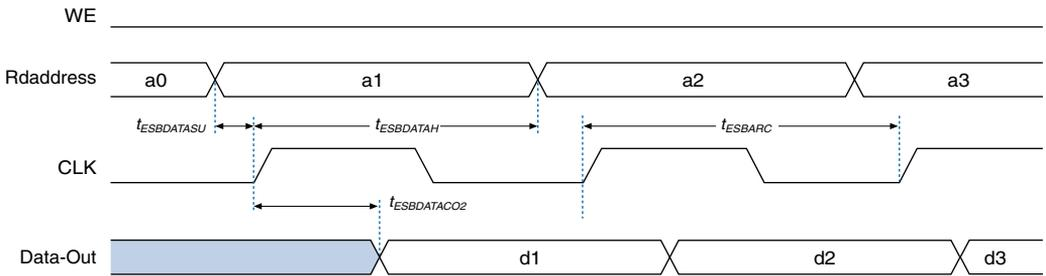 WE
Rdaddress a0 a1 a2 a3
tESBDATASU tESBDATAH tESBARC
CLK
tESBDATACO2
Data-Out d1 d2 d3